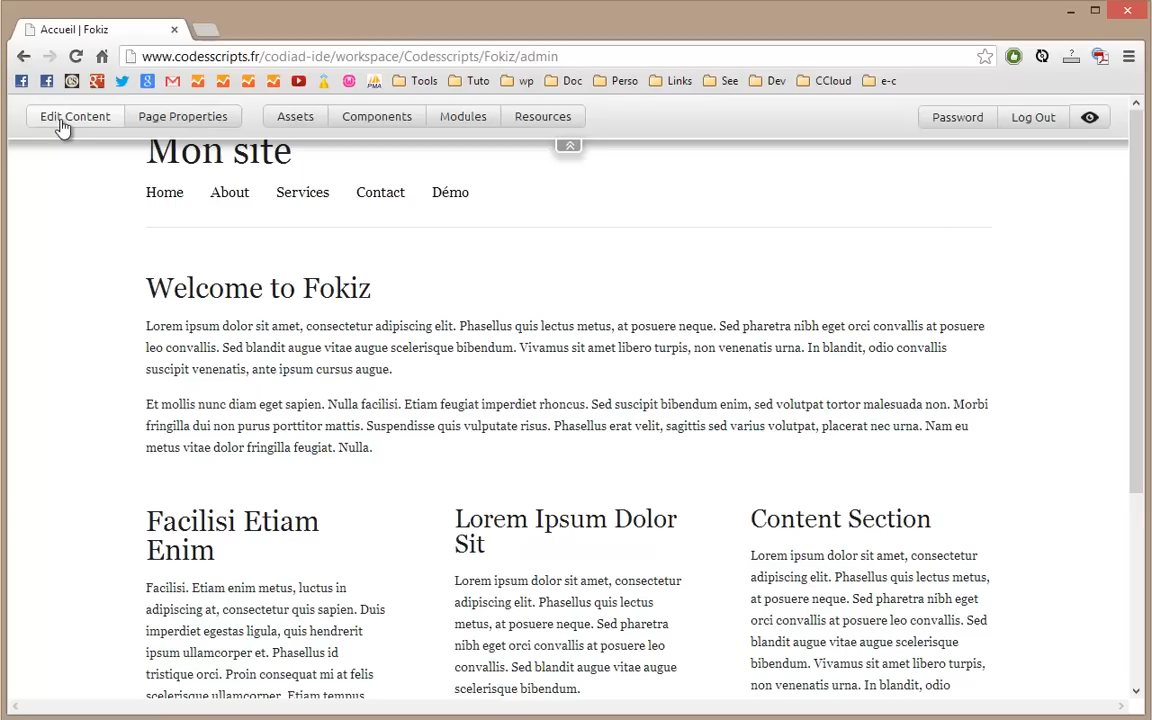 Accueil | Fokiz
www.codesscripts.fr/codiad-ide/workspace/Codesscripts/Fokiz/admin
Tools Tuto wp Doc Perso Links See Dev CCloud e-c
Edit Content Page Properties Assets Components Modules Resources Password Log Out
Mon site
Home About Services Contact Démo
Welcome to Fokiz
Lorem ipsum dolor sit amet, consectetur adipiscing elit. Phasellus quis lectus metus, at posuere neque. Sed pharetra nibh eget orci convallis at posuere
leo convallis. Sed blandit augue vitae augue scelerisque bibendum. Vivamus sit amet libero turpis, non venenatis urna. In blandit, odio convallis
suscipit venenatis, ante ipsum cursus augue.
Et mollis nunc diam eget sapien. Nulla facilisi. Etiam feugiat imperdiet rhoncus. Sed suscipit bibendum enim, sed volutpat tortor malesuada non. Morbi
fringilla dui non purus porttitor mattis. Suspendisse quis vulputate risus. Phasellus erat velit, sagittis sed varius volutpat, placerat nec urna. Nam eu
metus vitae dolor fringilla feugiat. Nulla.
Facilisi Etiam
Enim
Facilisi. Etiam enim metus, luctus in
adipiscing at, consectetur quis sapien. Duis
imperdiet egestas ligula, quis hendrerit
ipsum ullamcorper et. Phasellus id
tristique orci. Proin consequat mi at felis
scelerisque ullamcorper. Etiam tempus
Lorem Ipsum Dolor
Sit
Lorem ipsum dolor sit amet, consectetur
adipiscing elit. Phasellus quis lectus
metus, at posuere neque. Sed pharetra
nibh eget orci convallis at posuere leo
convallis. Sed blandit augue vitae augue
scelerisque bibendum.
Content Section
Lorem ipsum dolor sit amet, consectetur
adipiscing elit. Phasellus quis lectus metus,
at posuere neque. Sed pharetra nibh eget
orci convallis at posuere leo convallis. Sed
blandit augue vitae augue scelerisque
bibendum. Vivamus sit amet libero turpis,
non venenatis urna. In blandit, odio